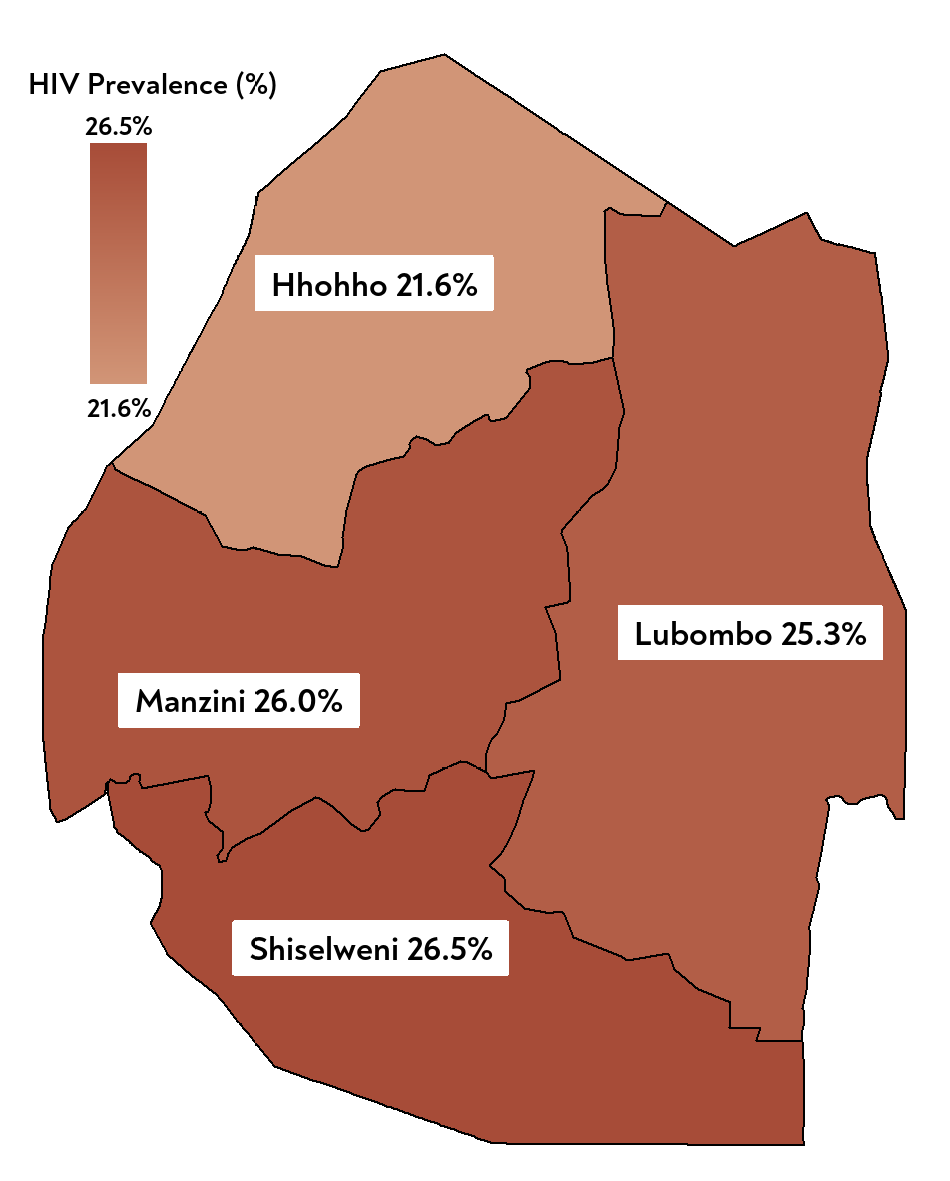 HIV Prevalence (%)
26.5%
21.6%
Hhohho 21.6%
Lubombo 25.3%
Manzini 26.0%
Shiselweni 26.5%